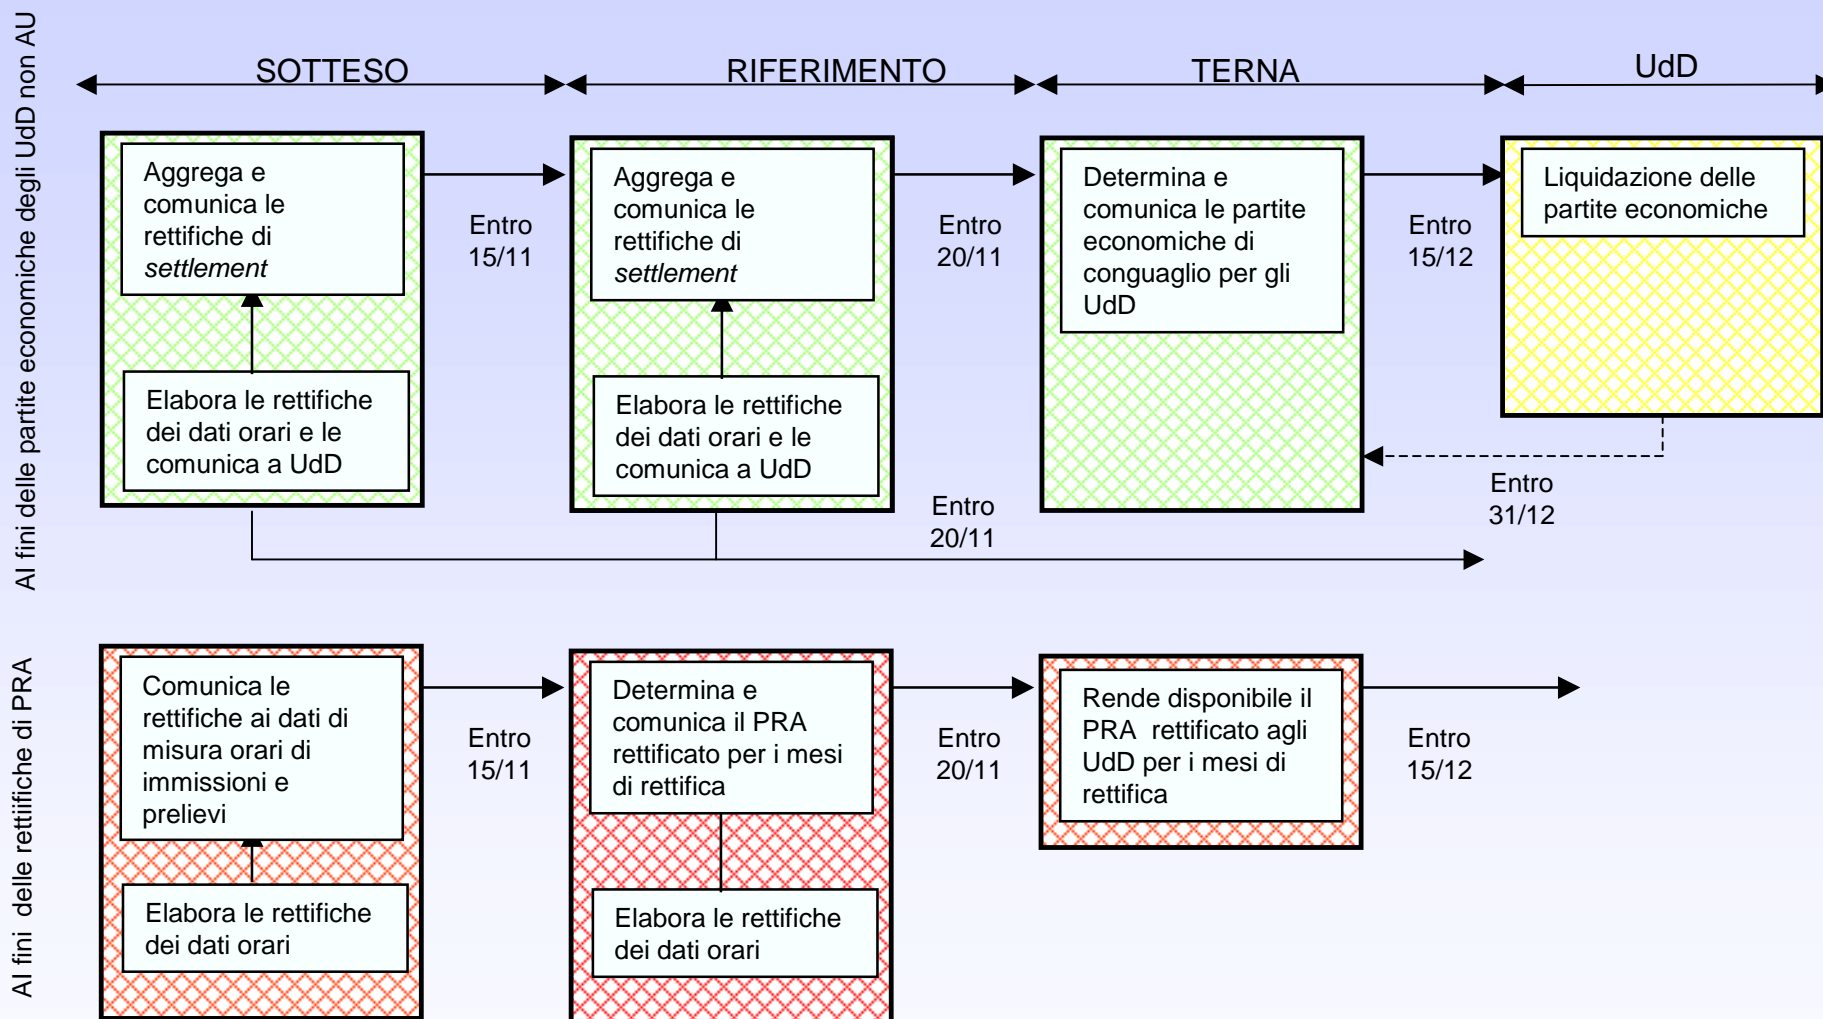 AI fini delle partite economiche degli UdD non AU
SOTTESO
RIFERIMENTO
TERNA
UdD
Aggrega e
comunica le
rettifiche di
settlement
Elabora le rettifiche
dei dati orari e le
comunica a UdD
Entro
15/11
Aggrega e
comunica le
rettifiche di
settlement
Elabora le rettifiche
dei dati orari e le
comunica a UdD
Entro
20/11
Determina e
comunica le partite
economiche di
conguaglio per gli
UdD
Entro
15/12
Liquidazione delle
partite economiche
Entro
31/12
Entro
20/11
AI fini  delle rettiifiche di PRA
Comunica le
rettifiche ai dati di
misura orari di
immissioni e
prelievi
Elabora le rettifiche
dei dati orari
Entro
15/11
Determina e
comunica il PRA
rettificato per i mesi
di rettifica
Elabora le rettifiche
dei dati orari
Entro
20/11
Rende disponibile il
PRA  rettificato agli
UdD per i mesi di
rettifica
Entro
15/12